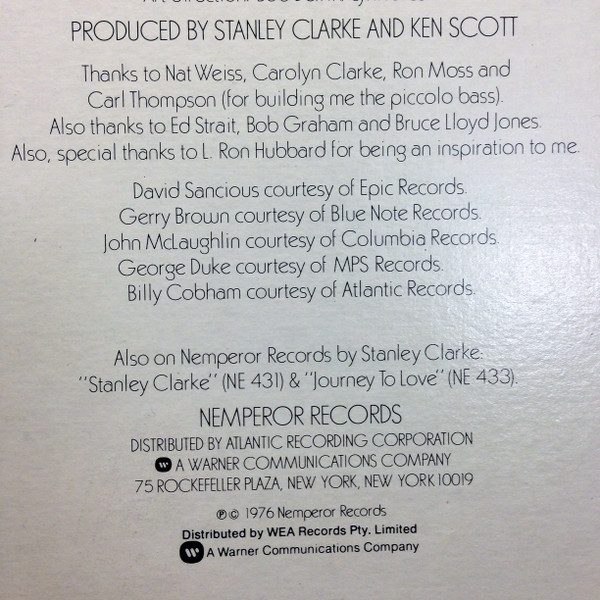 PRODUCED BY STANLEY CLARKE AND KEN SCOTT
Thanks to Nat Weiss, Carolyn Clarke, Ron Moss and
Carl Thompson (for building me the piccolo bass).
Also thanks to Ed Strait, Bob Graham and Bruce Lloyd Jones.
Also, special thanks to L. Ron Hubbard for being an inspiration to me.
David Sancious courtesy of Epic Records.
Gerry Brown courtesy of Blue Note Records.
John McLaughlin courtesy of Columbia Records.
George Duke courtesy of MPS Records.
Billy Cobham courtesy of Atlantic Records.
Also on Nemperor Records by Stanley Clarke:
"Stanley Clarke" (NE 431) & "Journey To Love" (NE 433).
NEMPEROR RECORDS
DISTRIBUTED BY ATLANTIC RECORDING CORPORATION
A WARNER COMMUNICATIONS COMPANY
75 ROCKEFELLER PLAZA, NEW YORK, NEW YORK 10019
℗© 1976 Nemperor Records
Distributed by WEA Records Pty. Limited
A Warner Communications Company